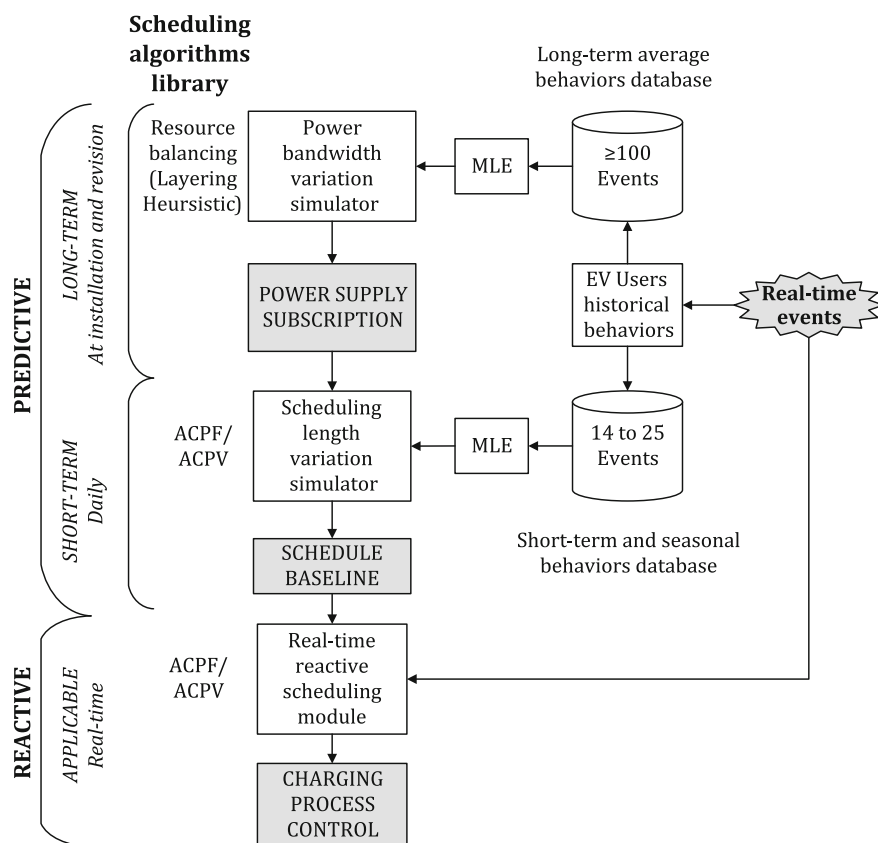 Scheduling
algorithms
library
Long-term average
behaviors database
PREDICTIVE
LONG-TERM
At installation and revision
Resource
balancing
(Layering
Heursistic)
Power
bandwidth
variation
simulator
MLE
≥100
Events
POWER SUPPLY
SUBSCRIPTION
EV Users
historical
behaviors
Real-time
events
SHORT-TERM
Daily
ACPF/
ACPV
Scheduling
length
variation
simulator
MLE
14 to 25
Events
SCHEDULE
BASELINE
Short-term and seasonal
behaviors database
REACTIVE
APPLICABLE
Real-time
ACPF/
ACPV
Real-time
reactive
scheduling
module
CHARGING
PROCESS
CONTROL